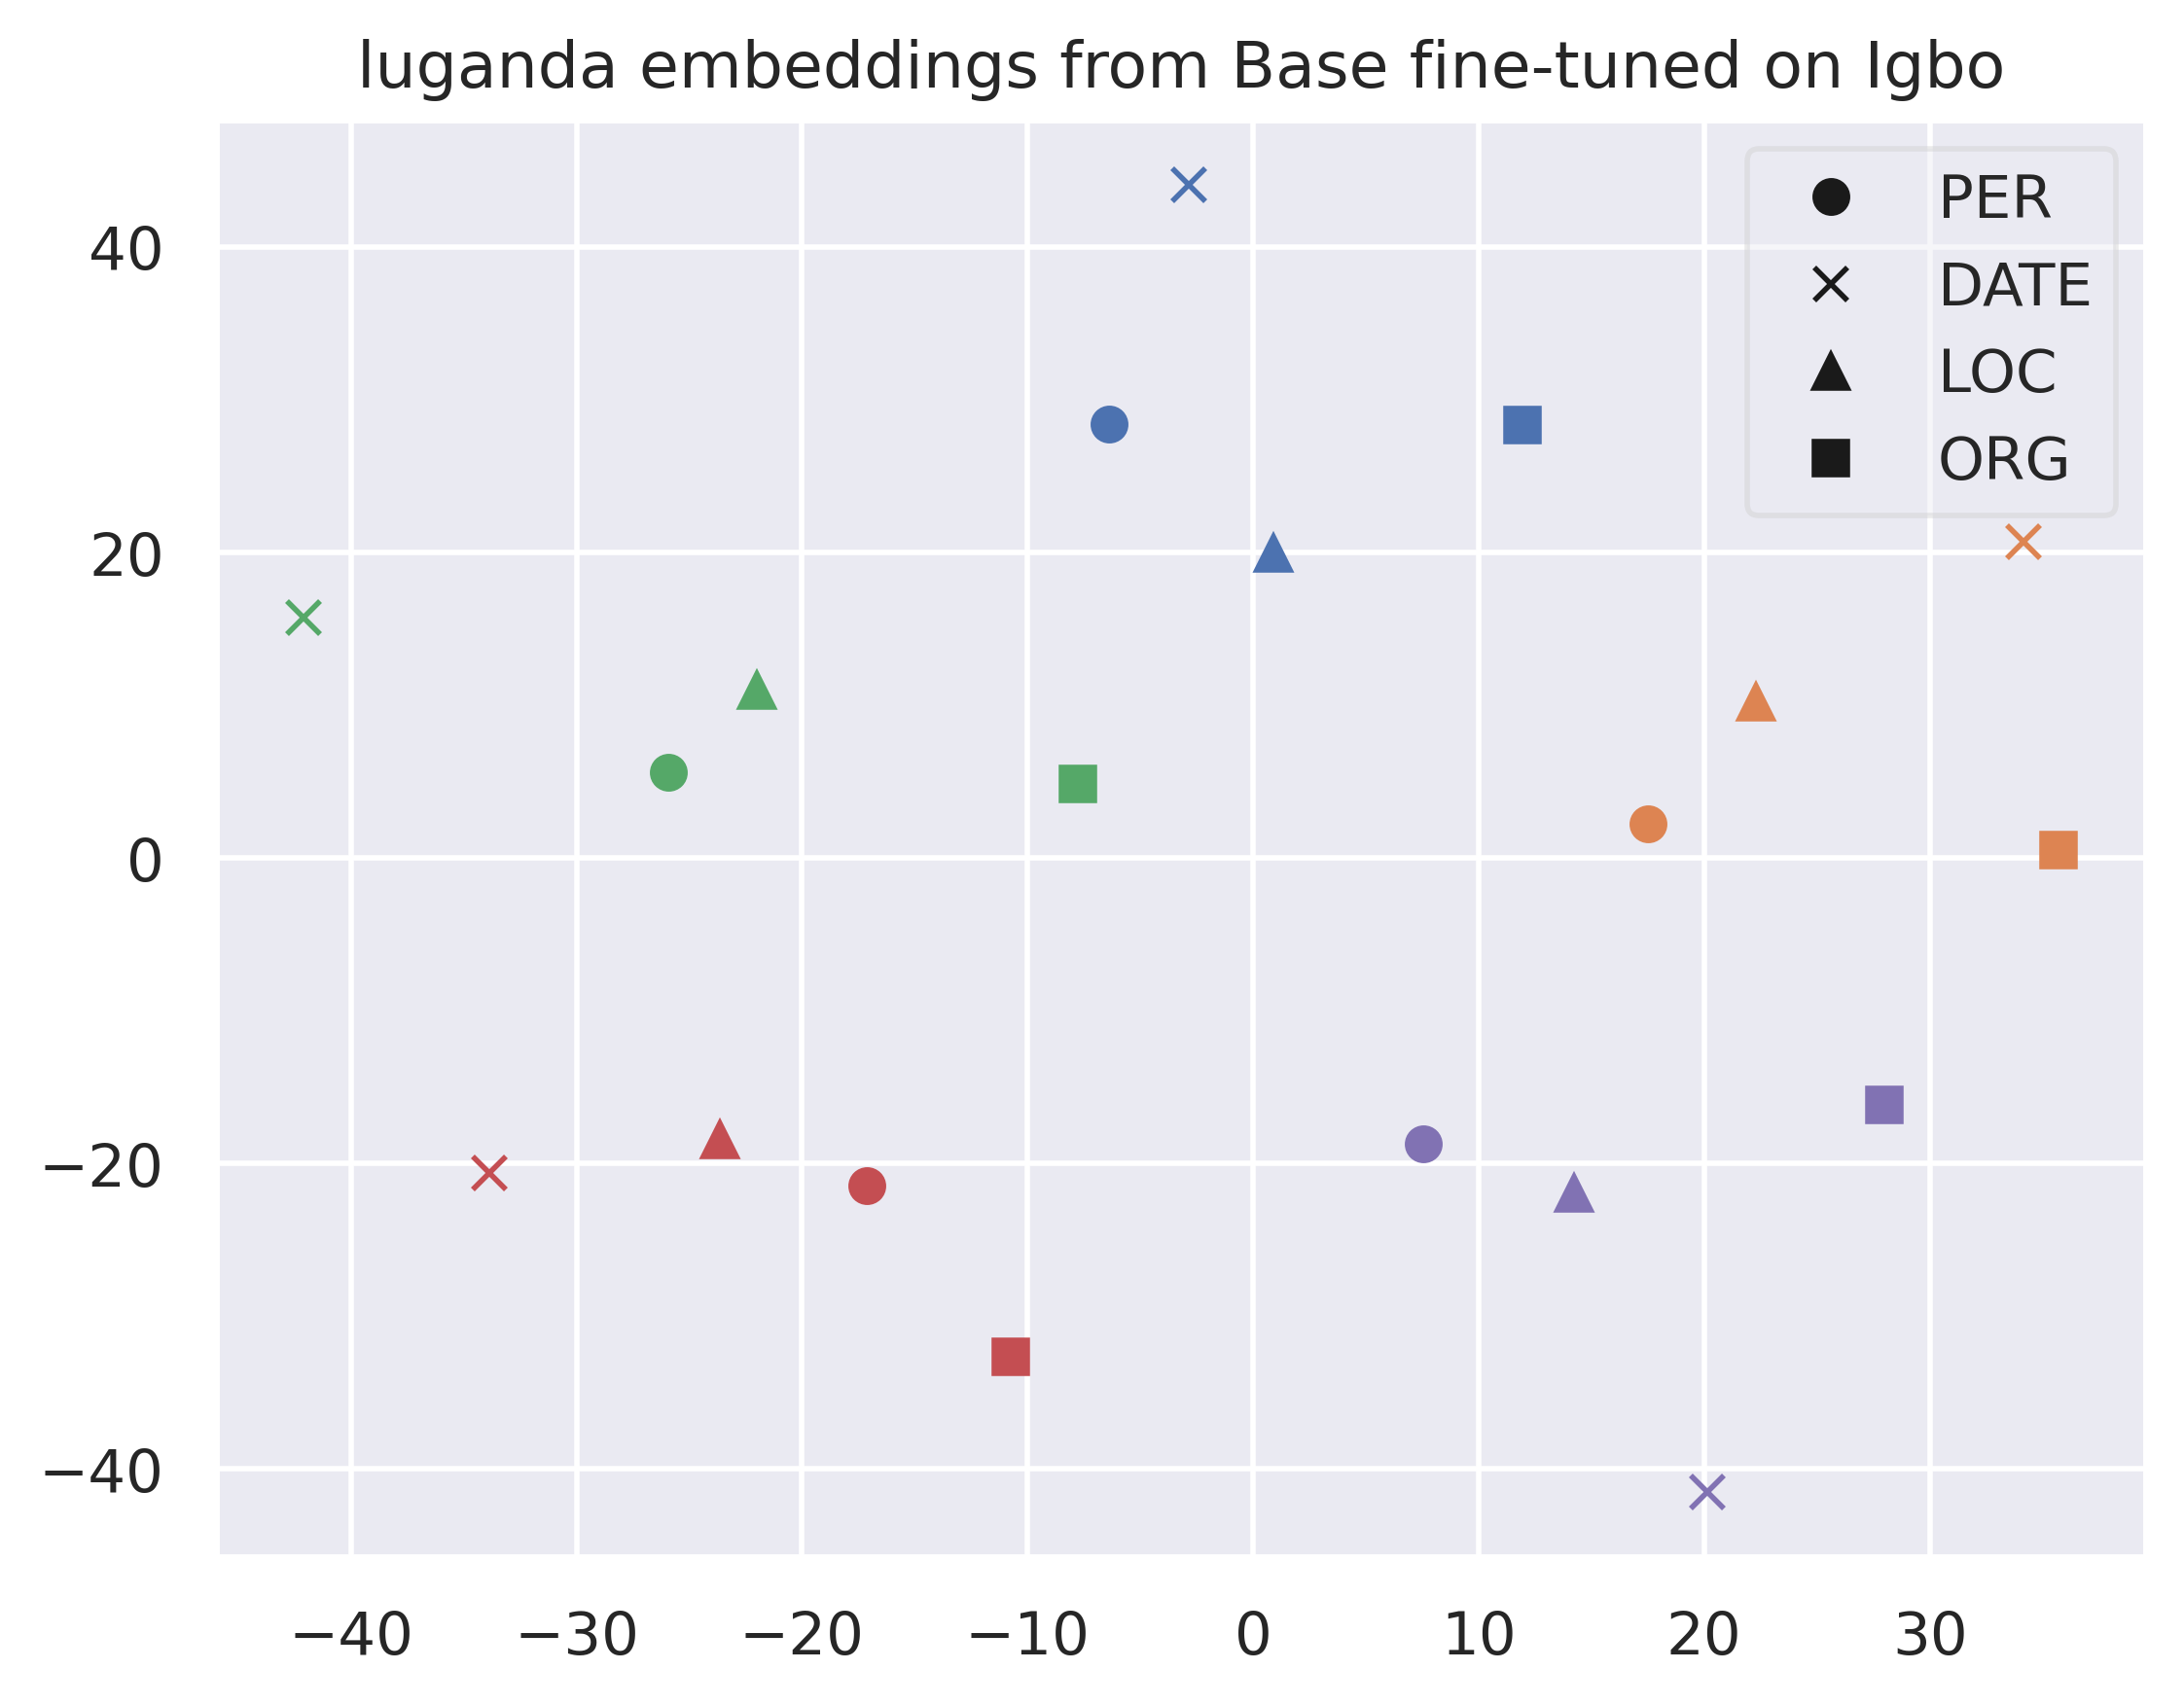 luganda embeddings from Base fine-tuned on Igbo
PER
DATE
LOC
ORG
40
20
0
−20
−40
−40 −30 −20 −10 0 10 20 30